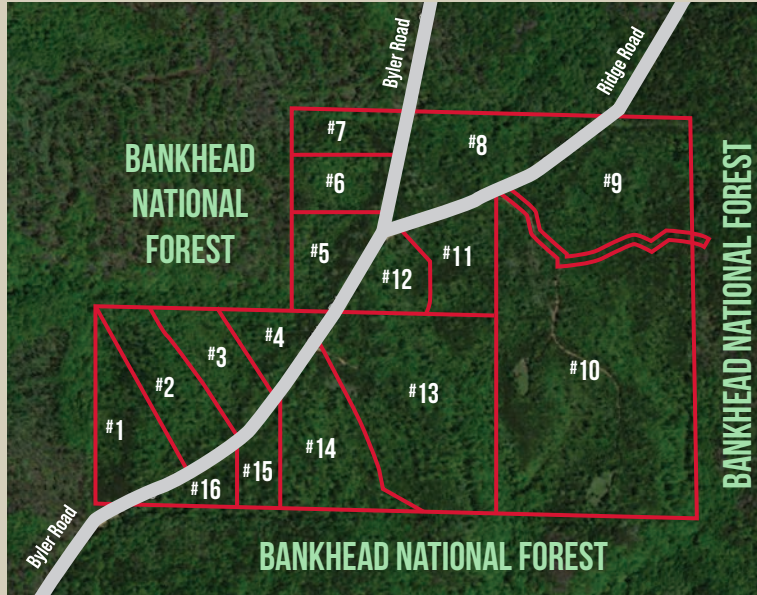 Byler Road
Ridge Road
#7
#8
BANKHEAD
NATIONAL
FOREST
#6
#9
#5
#11
#12
BANKHEAD NATIONAL FOREST
#4
#3
#2
#10
#13
#1
#14
#15
#16
Byler Road
BANKHEAD NATIONAL FOREST